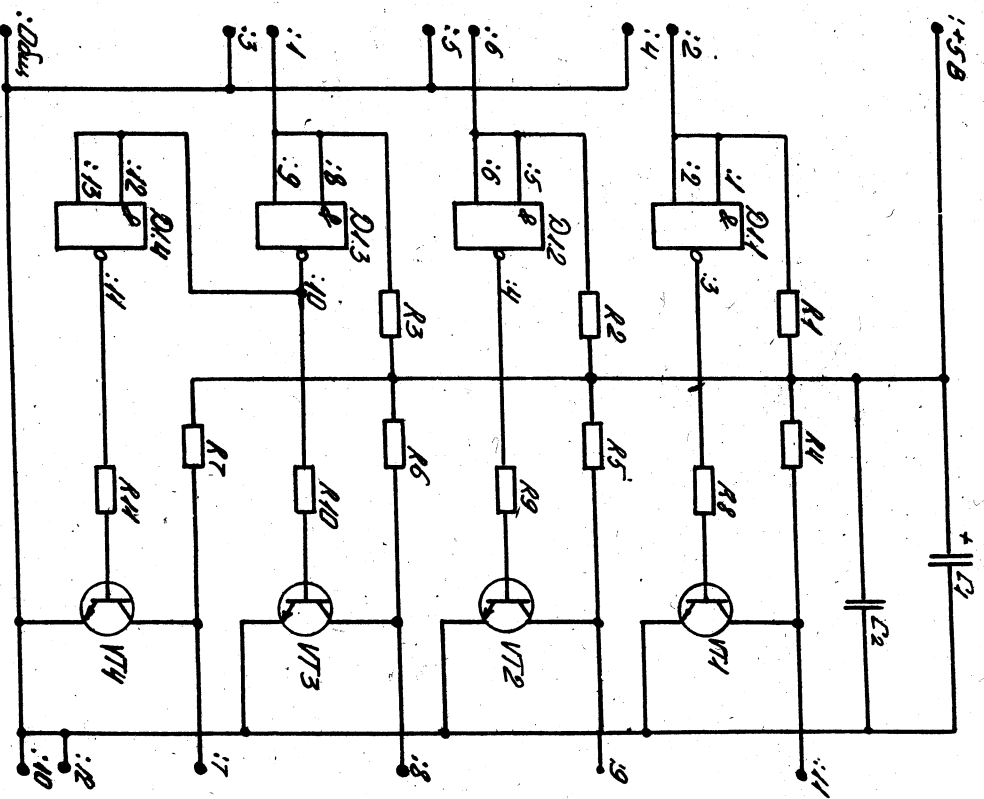 :+5В
+ C1
C2
R1
R4
:11
:2
:4
:1
:2
&
D1.1
:3
R8
VT1
R2
R5
:9
:6
:5
:5
:6
&
D1.2
:4
R9
VT2
R3
R6
:8
:1
:3
:8
:9
&
D1.3
:10
R10
VT3
R7
:7
:12
:13
&
D1.4
:11
R11
VT4
:12
:Общ.
:10